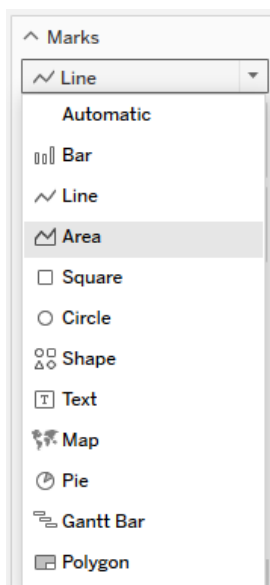 Marks
Line
Automatic
Bar
Line
Area
Square
Circle
Shape
T Text
Map
Pie
Gantt Bar
Polygon